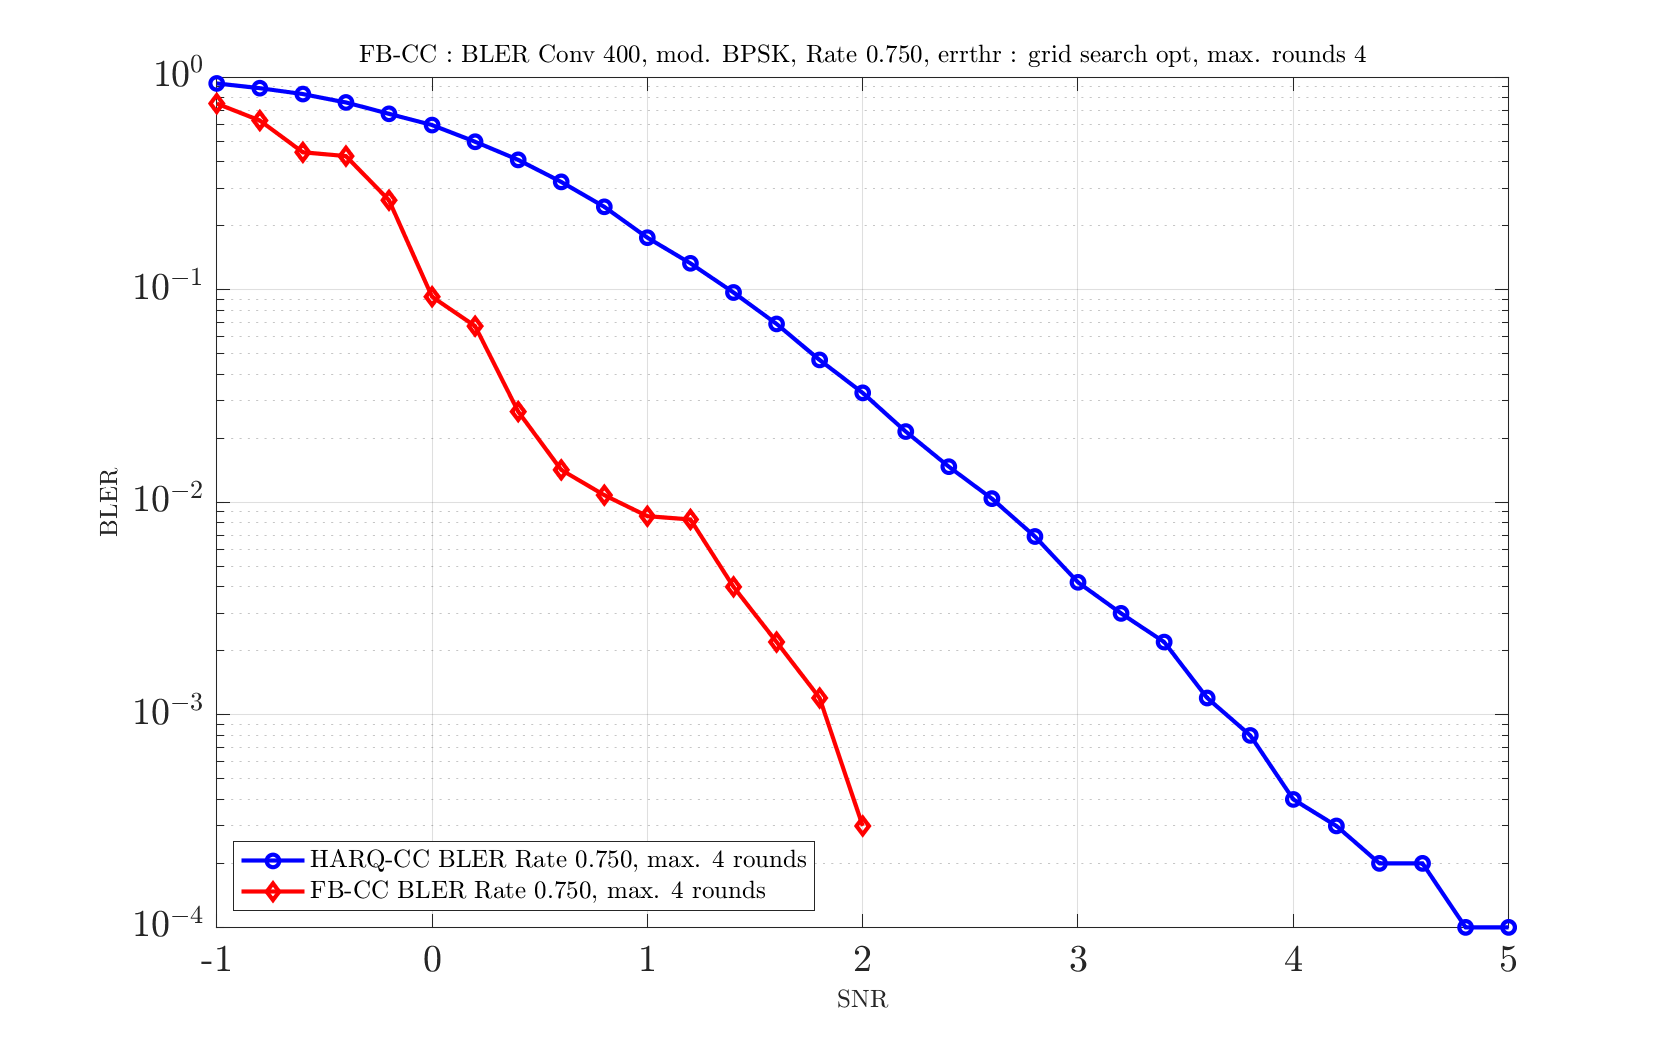 FB-CC : BLER Conv 400, mod. BPSK, Rate 0.750, errthr : grid search opt, max. rounds 4
10^0
10^-1
10^-2
10^-3
10^-4
BLER
HARQ-CC BLER Rate 0.750, max. 4 rounds
FB-CC BLER Rate 0.750, max. 4 rounds
-1 0 1 2 3 4 5
SNR